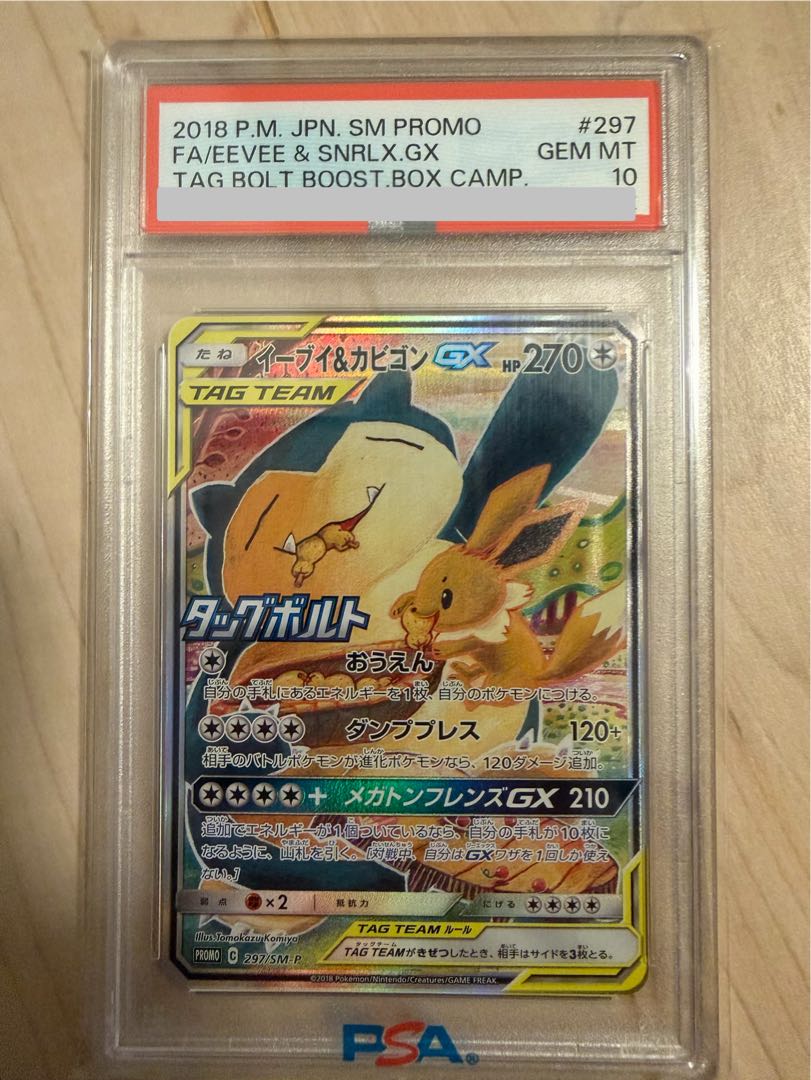 2018 P.M. JPN. SM PROMO #297
FA/EEVEE & SNRLX.GX GEM MT
TAG BOLT BOOST.BOX CAMP. 10
たね イーブイ&カビゴンGX HP270
TAG TEAM
タッグボルト
おうえん
自分の手札にあるエネルギーを1枚、自分のポケモンにつける。
ダンププレス 120+
相手のバトルポケモンが進化ポケモンなら、120ダメージ追加。
+ メガトンフレンズGX 210
追加でエネルギーが1個ついているなら、自分の手札が10枚に
なるように、山札を引く。[対戦中、自分はGXワザを1回しか使え
ない。]
弱点 ×2 抵抗力 にげる
Illus. Tomokazu Komiya
TAG TEAM ルール
TAG TEAMがきぜつしたとき、相手はサイドを3枚とる。
PROMO C 297/SM-P
©2018 Pokémon/Nintendo/Creatures/GAME FREAK.
PSA®